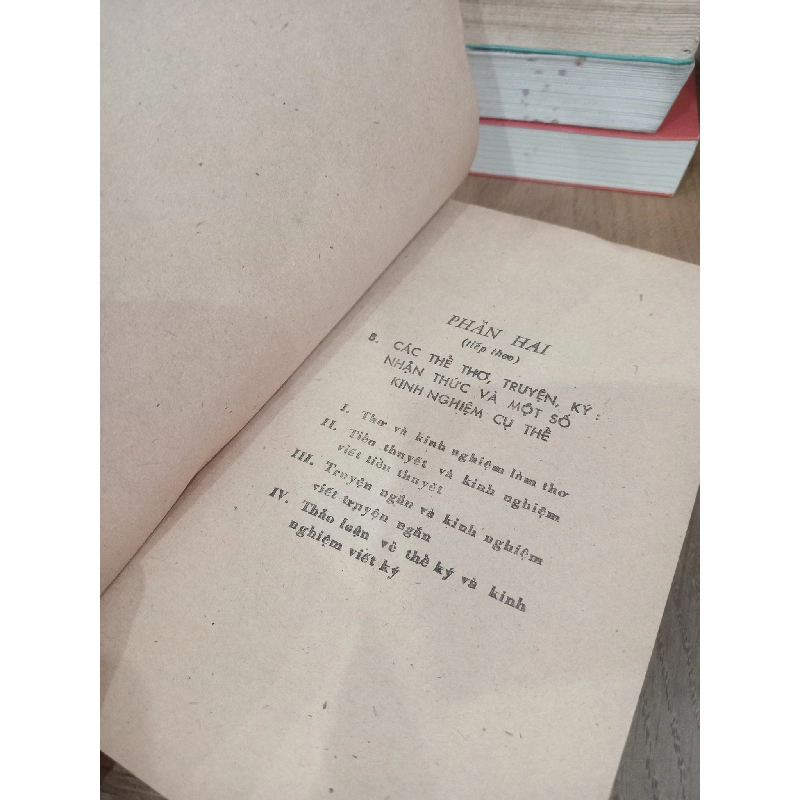 PHẦN HAI
(tiếp theo)
B. CÁC THỂ THƠ, TRUYỆN, KÝ :
NHẬN THỨC VÀ MỘT SỐ
KINH NGHIỆM CỤ THỂ
I. Thơ và kinh nghiệm làm thơ
II. Tiểu thuyết và kinh nghiệm
viết tiểu thuyết
III. Truyện ngắn và kinh nghiệm
viết truyện ngắn
IV. Thảo luận về thể ký và kinh
nghiệm viết ký